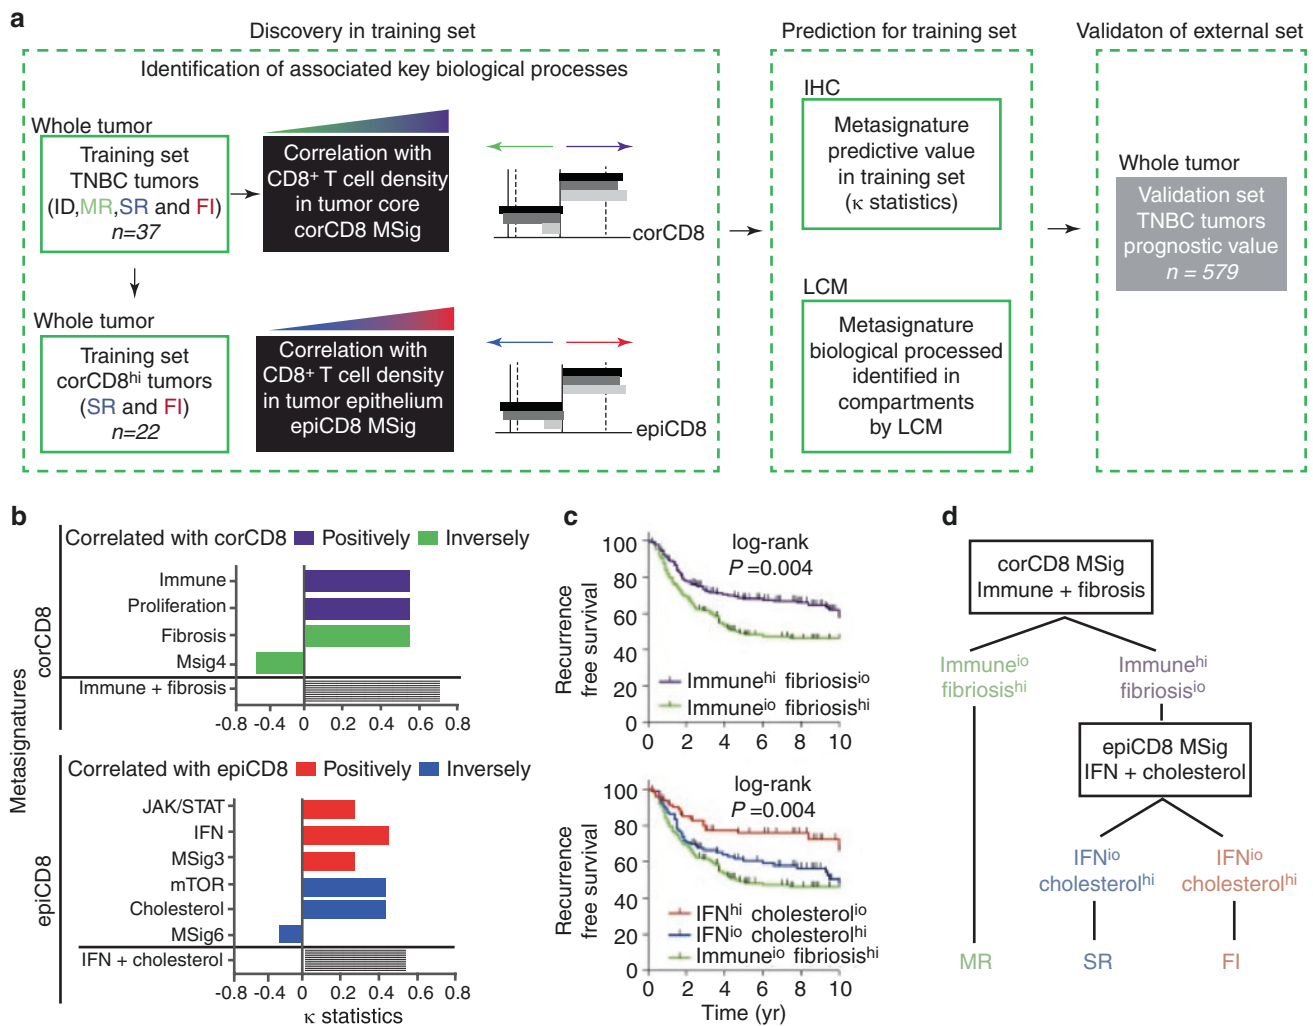 a
Discovery in training set
Prediction for training set
Validaton of external set
Identification of associated key biological processes
Whole tumor
Training set
TNBC tumors
(ID,MR,SR and FI)
n=37
Correlation with
CD8⁺ T cell density
in tumor core
corCD8 MSig
corCD8
Whole tumor
Training set
corCD8ʰⁱ tumors
(SR and FI)
n=22
Correlation with
CD8⁺ T cell density
in tumor epithelium
epiCD8 MSig
epiCD8
IHC
Metasignature
predictive value
in training set
(κ statistics)
LCM
Metasignature
biological processed
identified in
compartments
by LCM
Whole tumor
Validation set
TNBC tumors
prognostic value
n = 579
b
Metasignatures
corCD8
Correlated with corCD8 Positively Inversely
Immune
Proliferation
Fibrosis
Msig4
Immune + fibrosis
-0.8 -0.4 0 0.2 0.4 0.6 0.8
epiCD8
Correlated with epiCD8 Positively Inversely
JAK/STAT
IFN
MSig3
mTOR
Cholesterol
MSig6
IFN + cholesterol
-0.8 -0.4 0 0.2 0.4 0.6 0.8
κ statistics
c
Recurrence
free survival
100
80
60
40
20
0
log-rank
P =0.004
Immuneʰⁱ fibriosisⁱᵒ
Immuneⁱᵒ fibriosisʰⁱ
0 2 4 6 8 10
Recurrence
free survival
100
80
60
40
20
0
log-rank
P =0.004
IFNʰⁱ cholesterolⁱᵒ
IFNⁱᵒ cholesterolʰⁱ
Immuneⁱᵒ fibriosisʰⁱ
0 2 4 6 8 10
Time (yr)
d
corCD8 MSig
Immune + fibrosis
Immuneⁱᵒ
fibriosisʰⁱ
Immuneʰⁱ
fibriosisⁱᵒ
epiCD8 MSig
IFN + cholesterol
IFNⁱᵒ
cholesterolʰⁱ
IFNⁱᵒ
cholesterolʰⁱ
MR
SR
FI